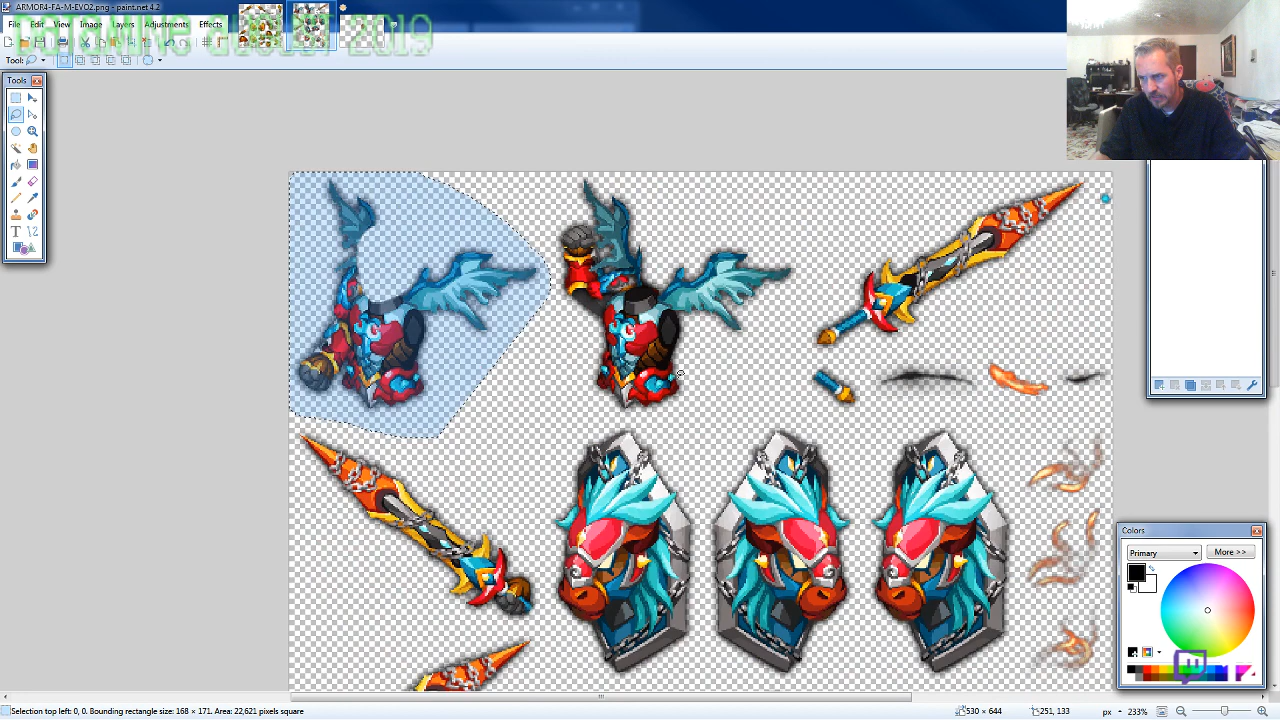 ARMOR4-FA-M-EVO2.png - paint.net 4.2
File Edit View Image Layers Adjustments Effects
2019
Tool:
Tools
Colors
Primary
More >>
Selection top left: 0, 0. Bounding rectangle size: 168 × 171. Area: 22,621 pixels square
530 × 644
251, 133
px
233%